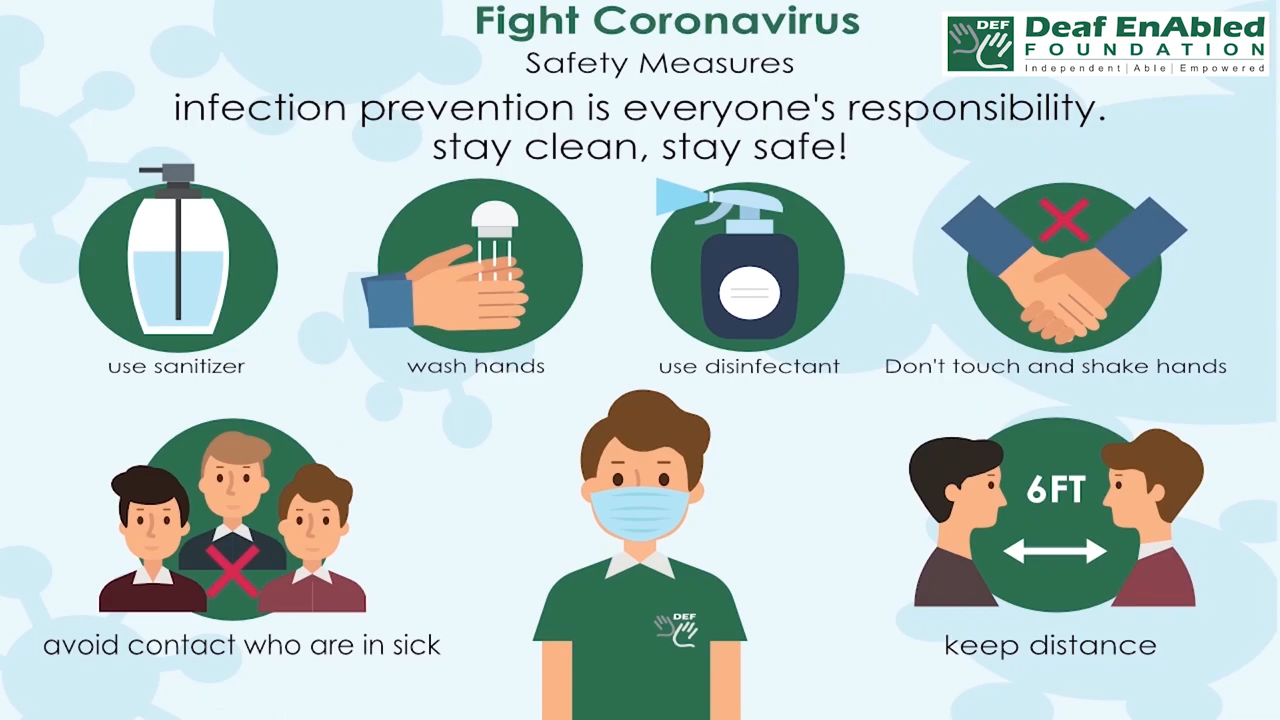 Fight Coronavirus
Safety Measures
DEF
Deaf EnAbled
FOUNDATION
Independent | Able | Empowered
infection prevention is everyone's responsibility.
stay clean, stay safe!
use sanitizer
wash hands
use disinfectant
Don't touch and shake hands
6FT
DEF
avoid contact who are in sick
keep distance